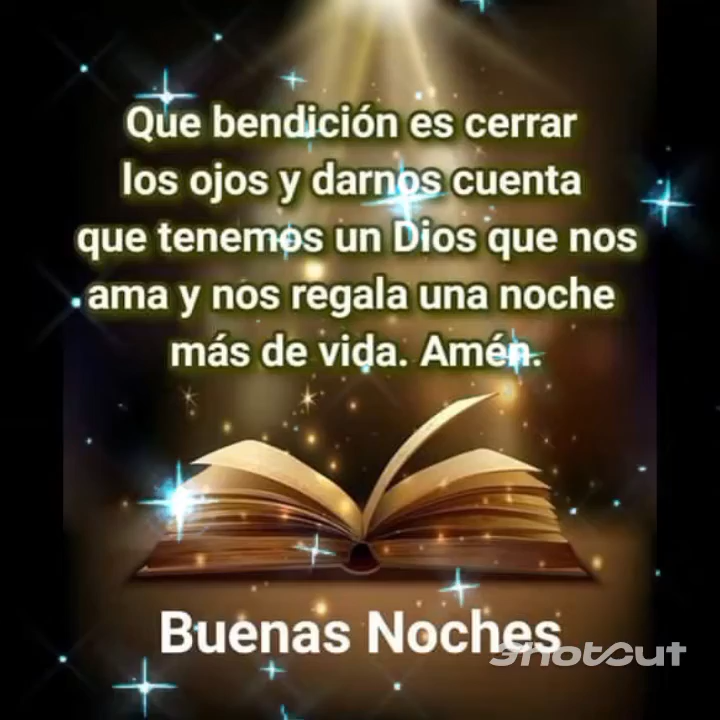 Que bendición es cerrar
los ojos y darnos cuenta
que tenemos un Dios que nos
ama y nos regala una noche
más de vida. Amén.
Buenas Noches
ShotCut